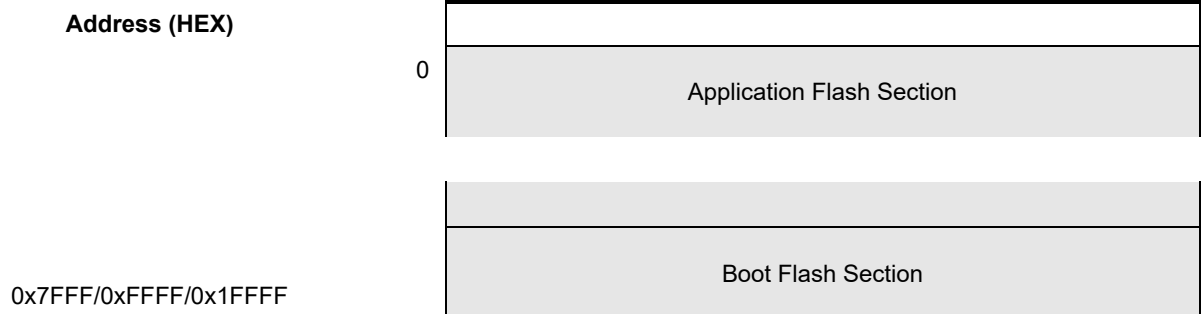 Address (HEX)
0
Application Flash Section
Boot Flash Section
0x7FFF/0xFFFF/0x1FFFF